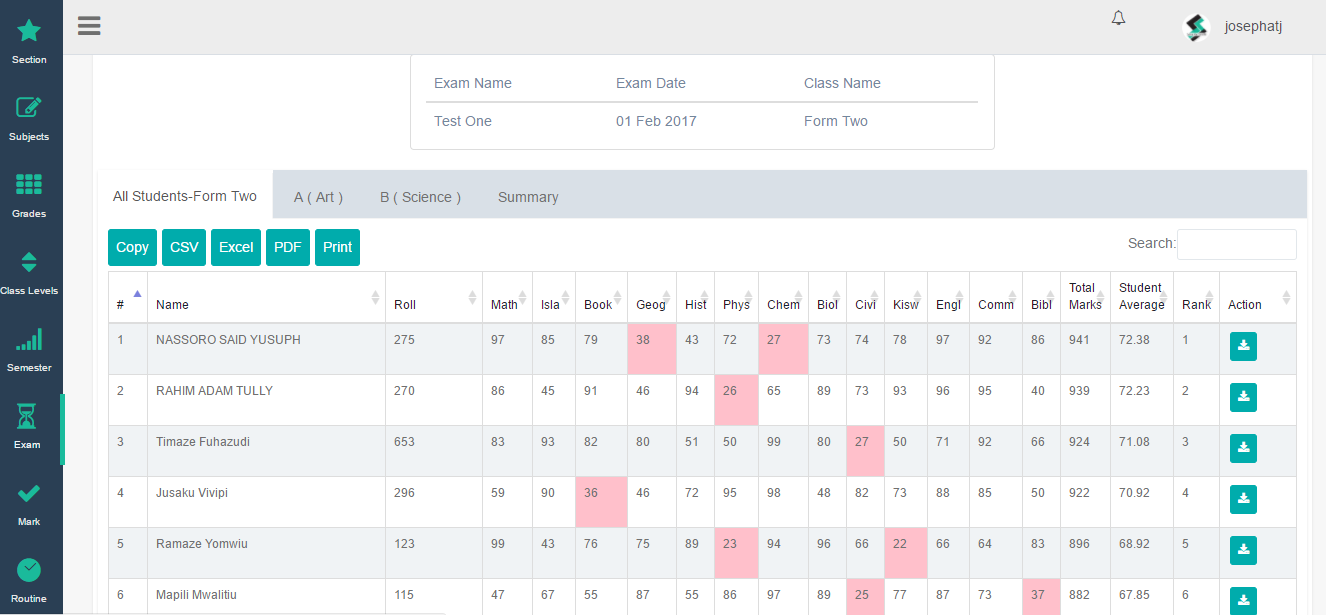 josephatj
Section
Subjects
Grades
Class Levels
Semester
Exam
Mark
Routine
Exam Name Exam Date Class Name
Test One 01 Feb 2017 Form Two
All Students-Form Two A ( Art ) B ( Science ) Summary
Copy CSV Excel PDF Print Search:
# Name Roll Math Isla Book Geog Hist Phys Chem Biol Civi Kisw Engl Comm Bibl Total Marks Student Average Rank Action
1 NASSORO SAID YUSUPH 275 97 85 79 38 43 72 27 73 74 78 97 92 86 941 72.38 1
2 RAHIM ADAM TULLY 270 86 45 91 46 94 26 65 89 73 93 96 95 40 939 72.23 2
3 Timaze Fuhazudi 653 83 93 82 80 51 50 99 80 27 50 71 92 66 924 71.08 3
4 Jusaku Vivipi 296 59 90 36 46 72 95 98 48 82 73 88 85 50 922 70.92 4
5 Ramaze Yomwiu 123 99 43 76 75 89 23 94 96 66 22 66 64 83 896 68.92 5
6 Mapili Mwalitiu 115 47 67 55 87 55 86 97 89 25 77 87 73 37 882 67.85 6